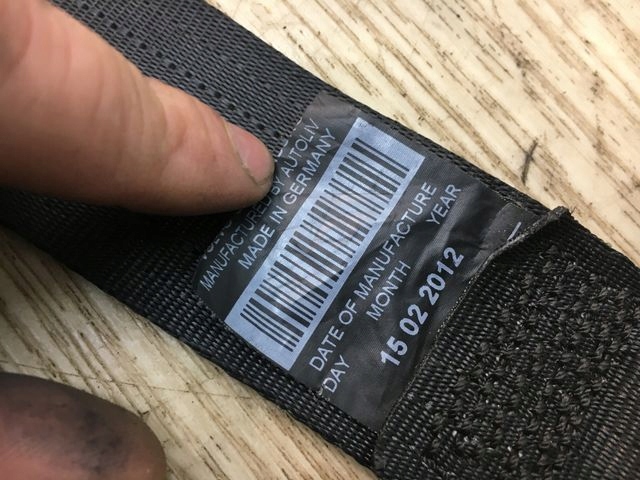 MANUFACTURED BY AUTOLIV
MADE IN GERMANY
DATE OF MANUFACTURE
DAY MONTH YEAR
15 02 2012